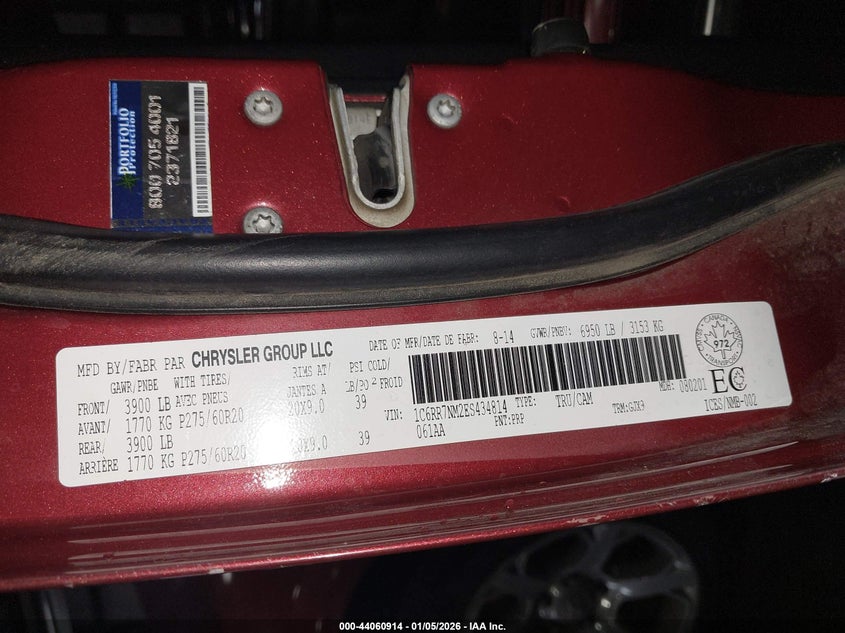 PORTFOLIO
Protection
800 705 4001
2371821
MFD BY/FABR PAR CHRYSLER GROUP LLC
DATE OF MFR/DATE DE FABR: 8-14
GVWR/PNBV: 6950 LB / 3153 KG
GAWR/PNBE WITH TIRES/ AVEC PNEUS RIMS AT/ JANTES A PSI COLD/ LB/PO² FROID
FRONT/ 3900 LB
AVANT/ 1770 KG P275/60R20 20X9.0 39
REAR/ 3900 LB
ARRIÈRE 1770 KG P275/60R20 20X9.0 39
VIN: 1C6RR7NM2ES434814 TYPE: TRU/CAM MDH: 080201
061AA PNT:PRP TRM:GJX9
CANADA
972
TRANSPORT
EC
ICES/NMB-002
000-44060914 - 01/05/2026 - IAA Inc.